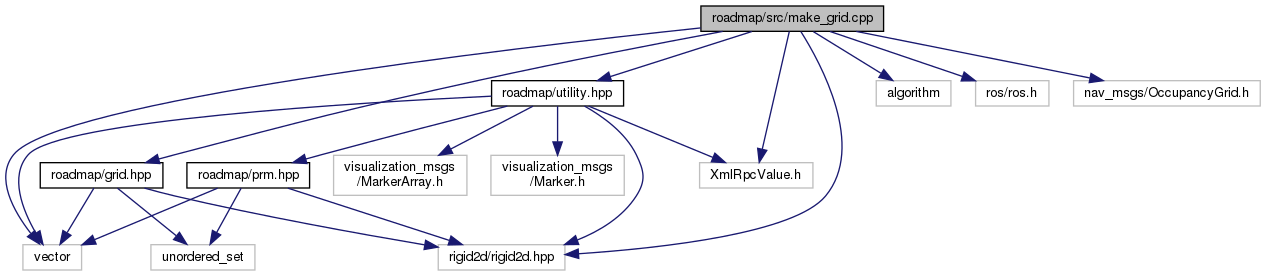 roadmap/src/make_grid.cpp
roadmap/utility.hpp
algorithm
ros/ros.h
nav_msgs/OccupancyGrid.h
roadmap/grid.hpp
roadmap/prm.hpp
visualization_msgs
/MarkerArray.h
visualization_msgs
/Marker.h
XmlRpcValue.h
vector
unordered_set
rigid2d/rigid2d.hpp